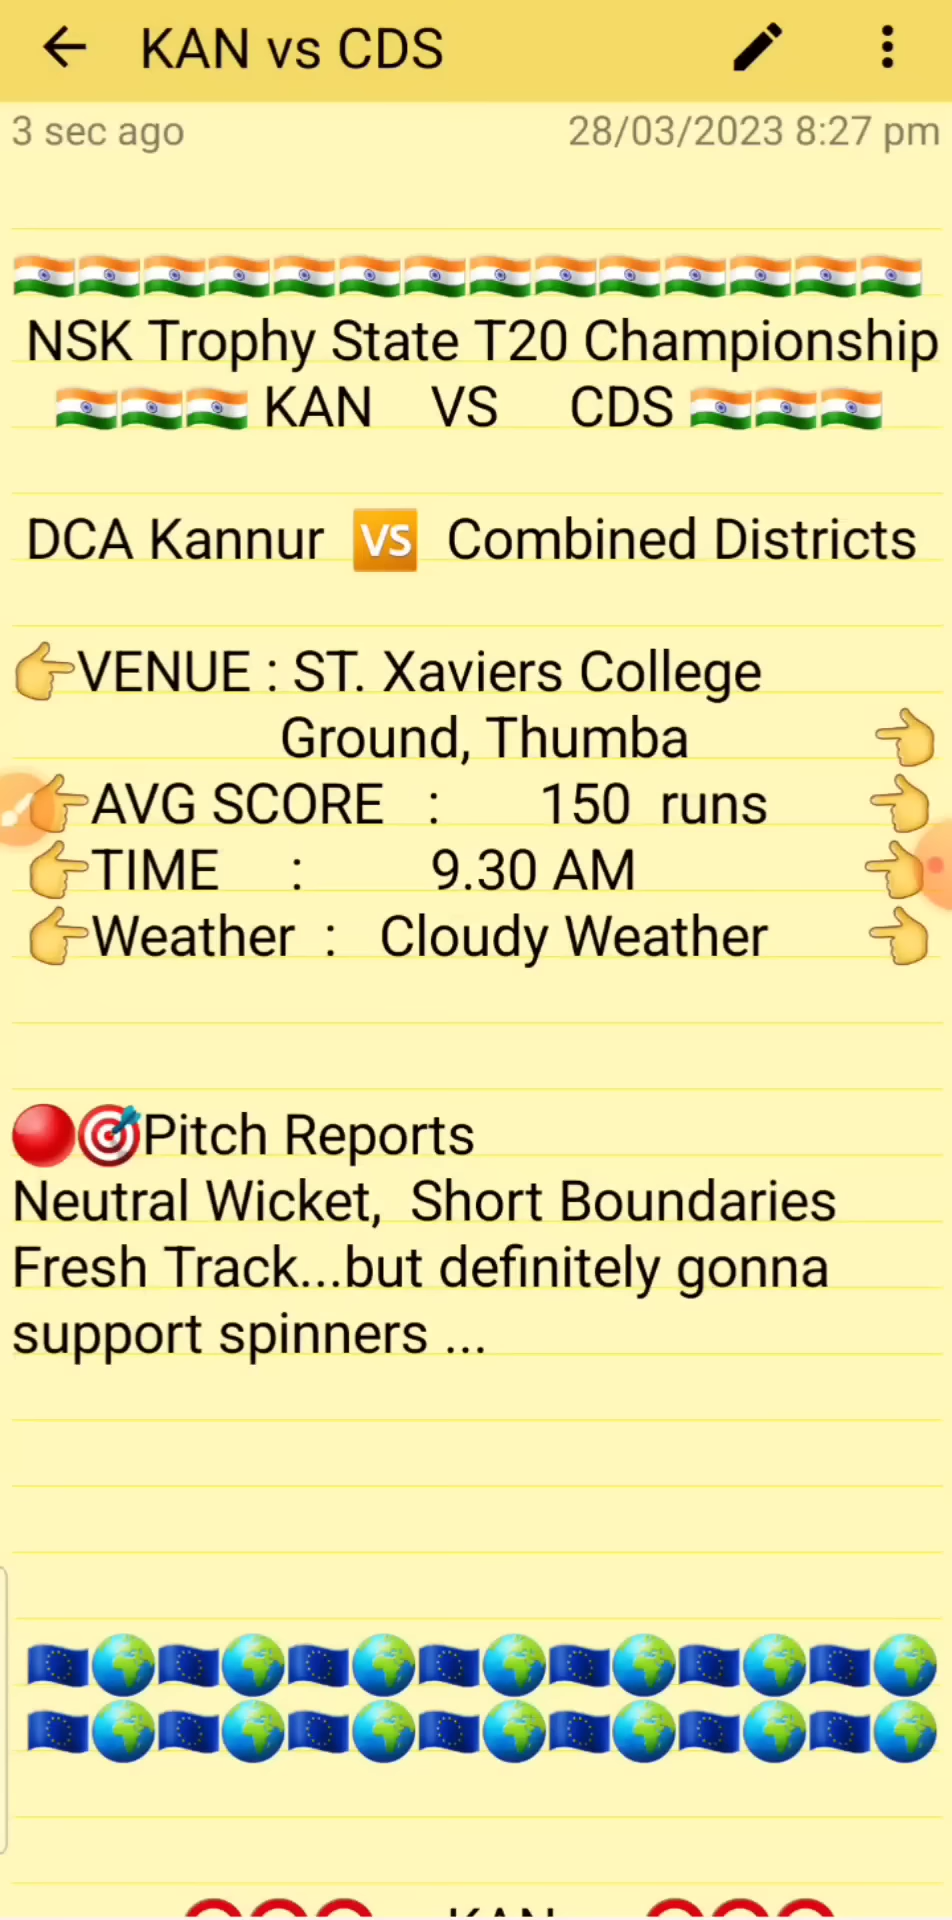 KAN vs CDS
3 sec ago 28/03/2023 8:27 pm
🇮🇳🇮🇳🇮🇳🇮🇳🇮🇳🇮🇳🇮🇳🇮🇳🇮🇳🇮🇳🇮🇳🇮🇳🇮🇳🇮🇳
NSK Trophy State T20 Championship
🇮🇳🇮🇳🇮🇳 KAN VS CDS 🇮🇳🇮🇳🇮🇳
DCA Kannur 🆚 Combined Districts
👉VENUE : ST. Xaviers College
Ground, Thumba 👈
👉AVG SCORE : 150 runs 👈
👉TIME : 9.30 AM 👈
👉Weather : Cloudy Weather 👈
🔴🎯Pitch Reports
Neutral Wicket, Short Boundaries
Fresh Track...but definitely gonna
support spinners ...
🇪🇺🌍🇪🇺🌍🇪🇺🌍🇪🇺🌍🇪🇺🌍🇪🇺🌍🇪🇺🌍
🇪🇺🌍🇪🇺🌍🇪🇺🌍🇪🇺🌍🇪🇺🌍🇪🇺🌍🇪🇺🌍
⭕⭕⭕ KAN ⭕⭕⭕